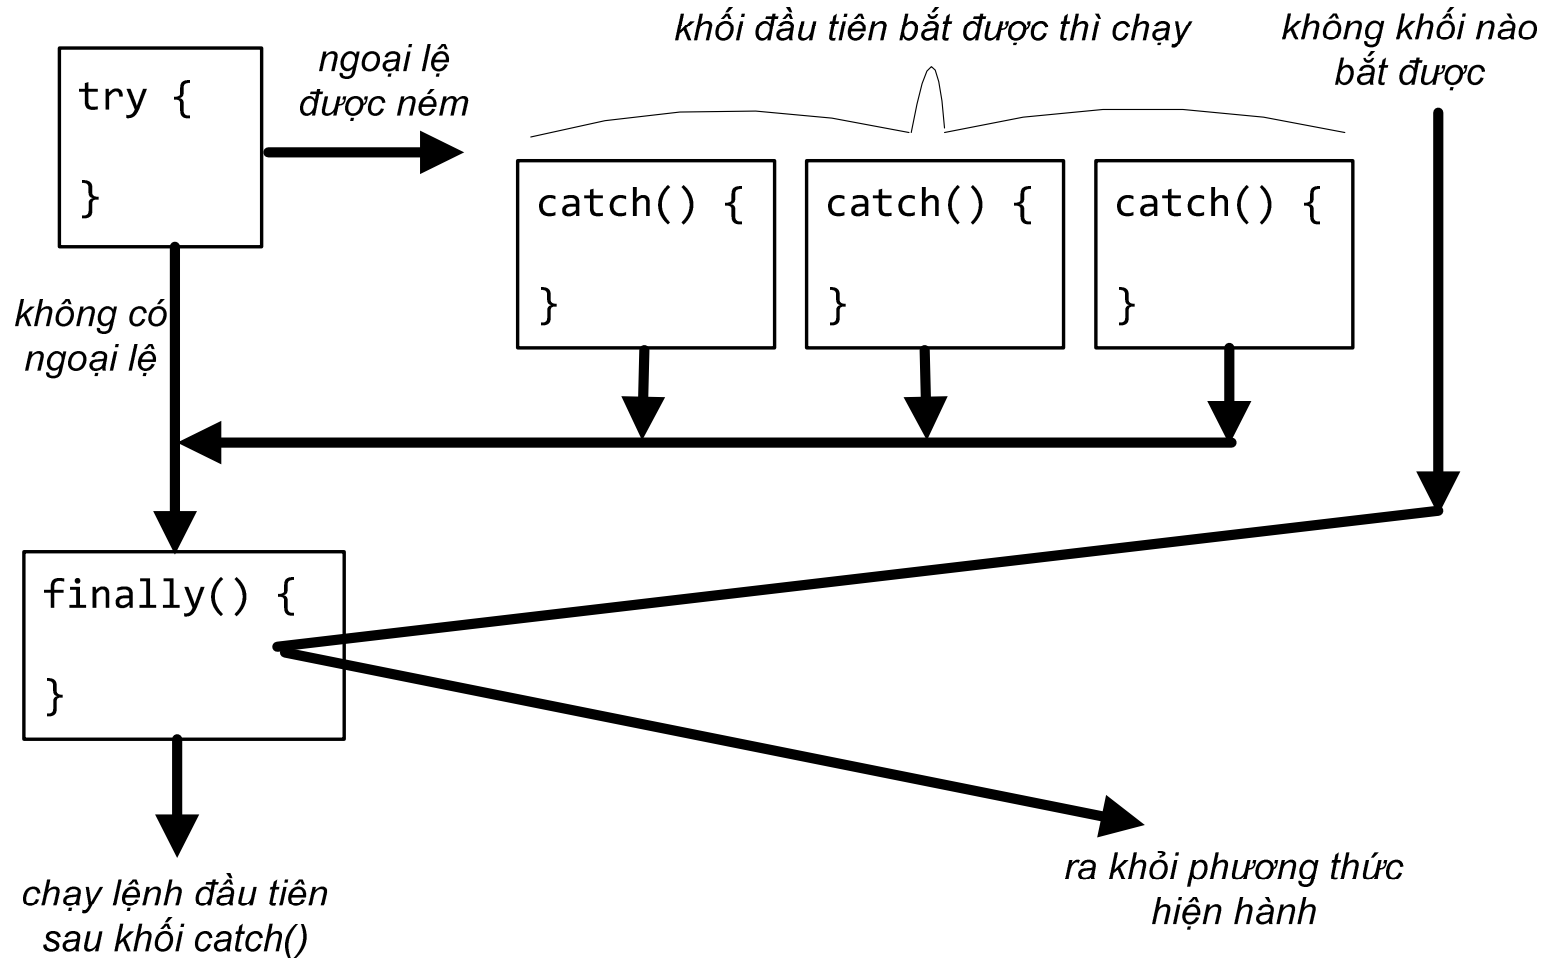 khối đầu tiên bắt được thì chạy
không khối nào
bắt được
ngoại lệ
được ném
try {
}
catch() {
}
catch() {
}
catch() {
}
không có
ngoại lệ
finally() {
}
ra khỏi phương thức
hiện hành
chạy lệnh đầu tiên
sau khối catch()